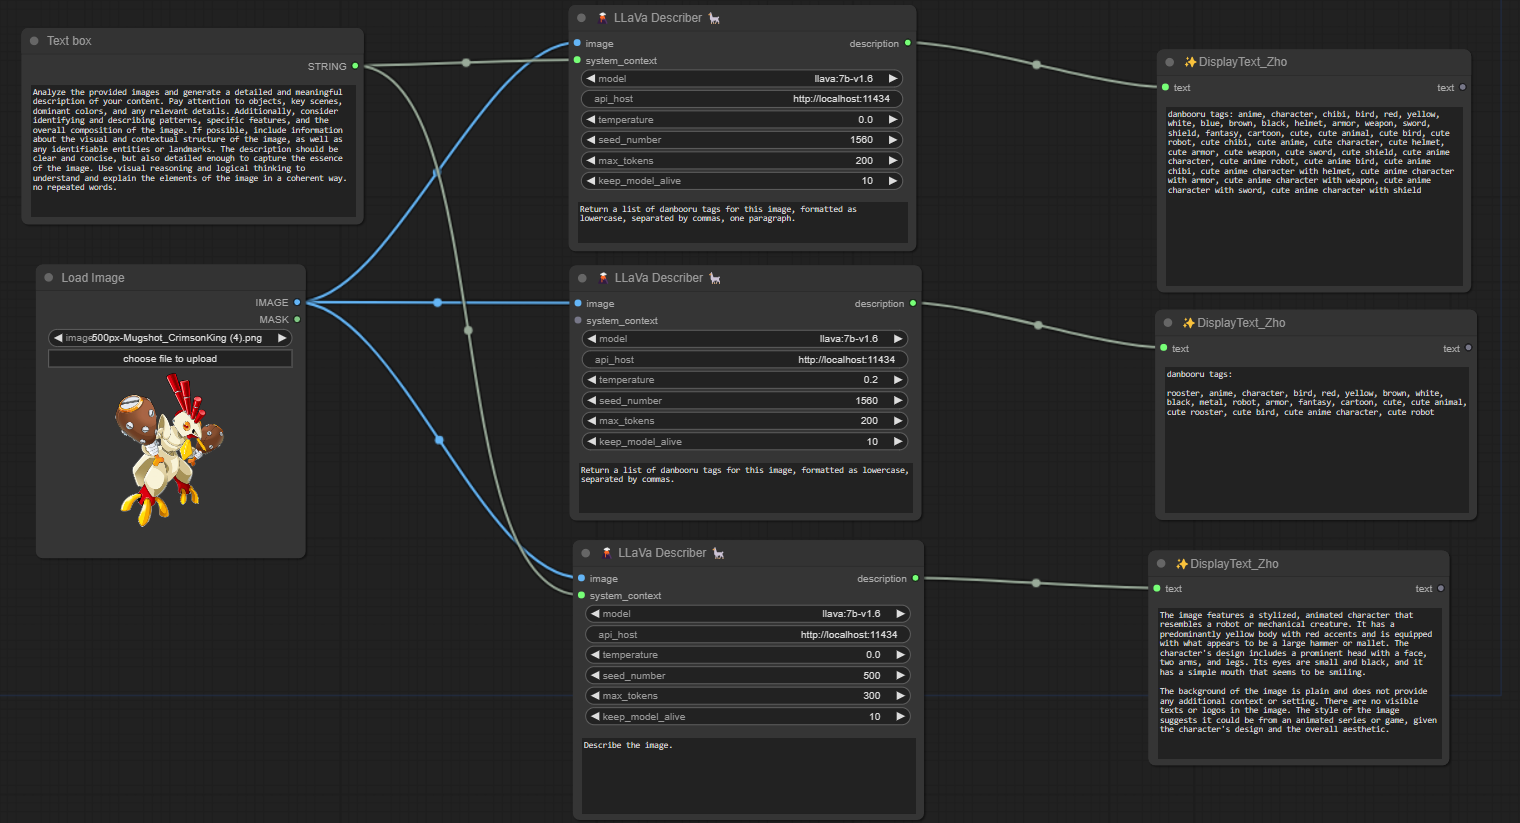 Text box
STRING
Analyze the provided images and generate a detailed and meaningful
description of your content. Pay attention to objects, key scenes,
dominant colors, and any relevant details. Additionally, consider
identifying and describing patterns, specific features, and the
overall composition of the image. If possible, include information
about the visual and contextual structure of the image, as well as
any identifiable entities or landmarks. The description should be
clear and concise, but also detailed enough to capture the essence
of the image. Use visual reasoning and logical thinking to
understand and explain the elements of the image in a coherent way.
no repeated words.
Load Image
IMAGE
MASK
image 500px-Mugshot_CrimsonKing (4).png
choose file to upload
LLaVa Describer
image description
system_context
model llava:7b-v1.6
api_host http://localhost:11434
temperature 0.0
seed_number 1560
max_tokens 200
keep_model_alive 10
Return a list of danbooru tags for this image, formatted as
lowercase, separated by commas, one paragraph.
LLaVa Describer
image description
system_context
model llava:7b-v1.6
api_host http://localhost:11434
temperature 0.2
seed_number 1560
max_tokens 200
keep_model_alive 10
Return a list of danbooru tags for this image, formatted as lowercase,
separated by commas.
LLaVa Describer
image description
system_context
model llava:7b-v1.6
api_host http://localhost:11434
temperature 0.0
seed_number 500
max_tokens 300
keep_model_alive 10
Describe the image.
✨DisplayText_Zho
text text
danbooru tags: anime, character, chibi, bird, red, yellow,
white, blue, brown, black, helmet, armor, weapon, sword,
shield, fantasy, cartoon, cute, cute animal, cute bird, cute
robot, cute chibi, cute anime, cute character, cute helmet,
cute armor, cute weapon, cute sword, cute shield, cute anime
character, cute anime robot, cute anime bird, cute anime
chibi, cute anime character with helmet, cute anime character
with armor, cute anime character with weapon, cute anime
character with sword, cute anime character with shield
✨DisplayText_Zho
text text
danbooru tags:
rooster, anime, character, bird, red, yellow, brown, white,
black, metal, robot, armor, fantasy, cartoon, cute, cute animal,
cute rooster, cute bird, cute anime character, cute robot
✨DisplayText_Zho
text text
The image features a stylized, animated character that
resembles a robot or mechanical creature. It has a
predominantly yellow body with red accents and is equipped
with what appears to be a large hammer or mallet. The
character's design includes a prominent head with a face,
two arms, and legs. Its eyes are small and black, and it
has a simple mouth that seems to be smiling.
The background of the image is plain and does not provide
any additional context or setting. There are no visible
texts or logos in the image. The style of the image
suggests it could be from an animated series or game, given
the character's design and the overall aesthetic.